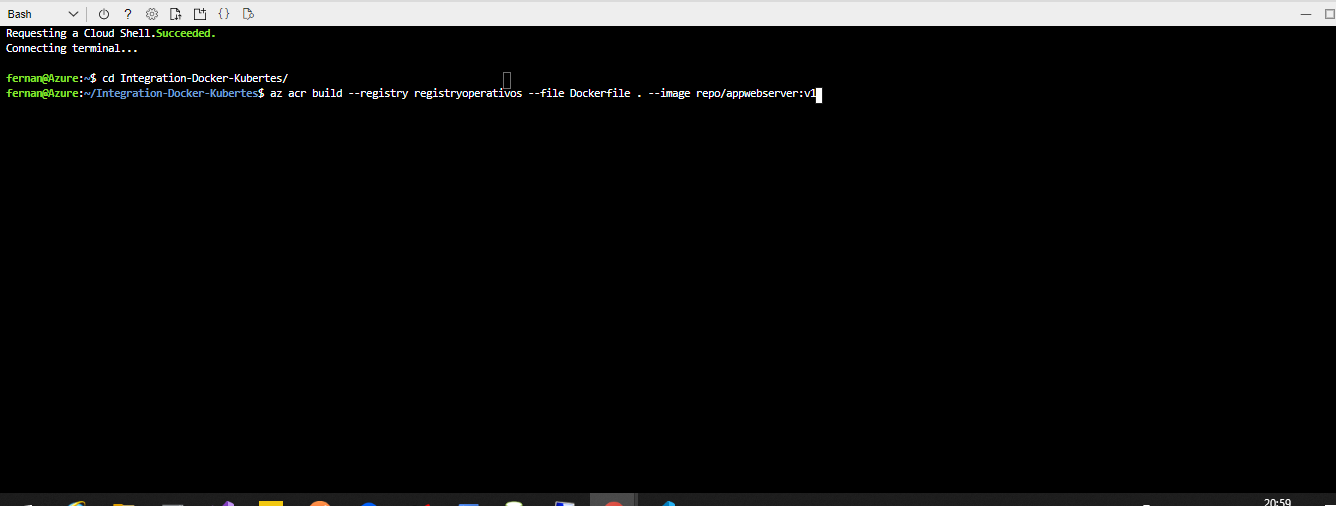 Bash
?
{}
Requesting a Cloud Shell.Succeeded.
Connecting terminal...
fernan@Azure:~$ cd Integration-Docker-Kubertes/
fernan@Azure:~/Integration-Docker-Kubertes$ az acr build --registry registryoperativos --file Dockerfile . --image repo/appwebserver:v1
20:59